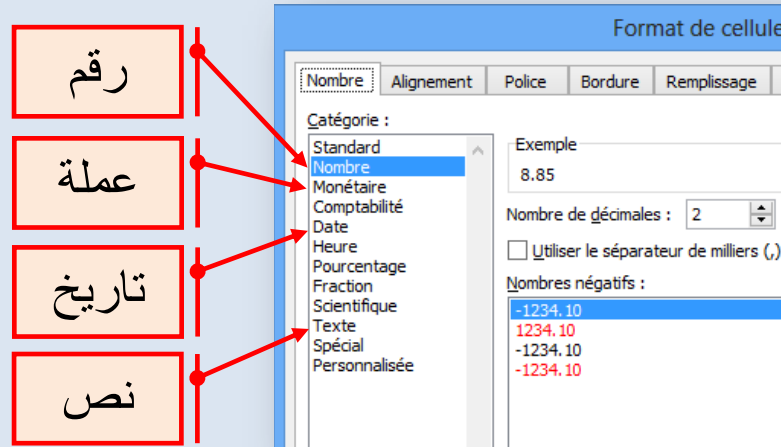 رقم
عملة
تاريخ
نص
Format de cellule
Nombre Alignement Police Bordure Remplissage
Catégorie :
Standard
Nombre
Monétaire
Comptabilité
Date
Heure
Pourcentage
Fraction
Scientifique
Texte
Spécial
Personnalisée
Exemple
8.85
Nombre de décimales : 2
Utiliser le séparateur de milliers (,)
Nombres négatifs :
-1234.10
1234.10
-1234.10
-1234.10